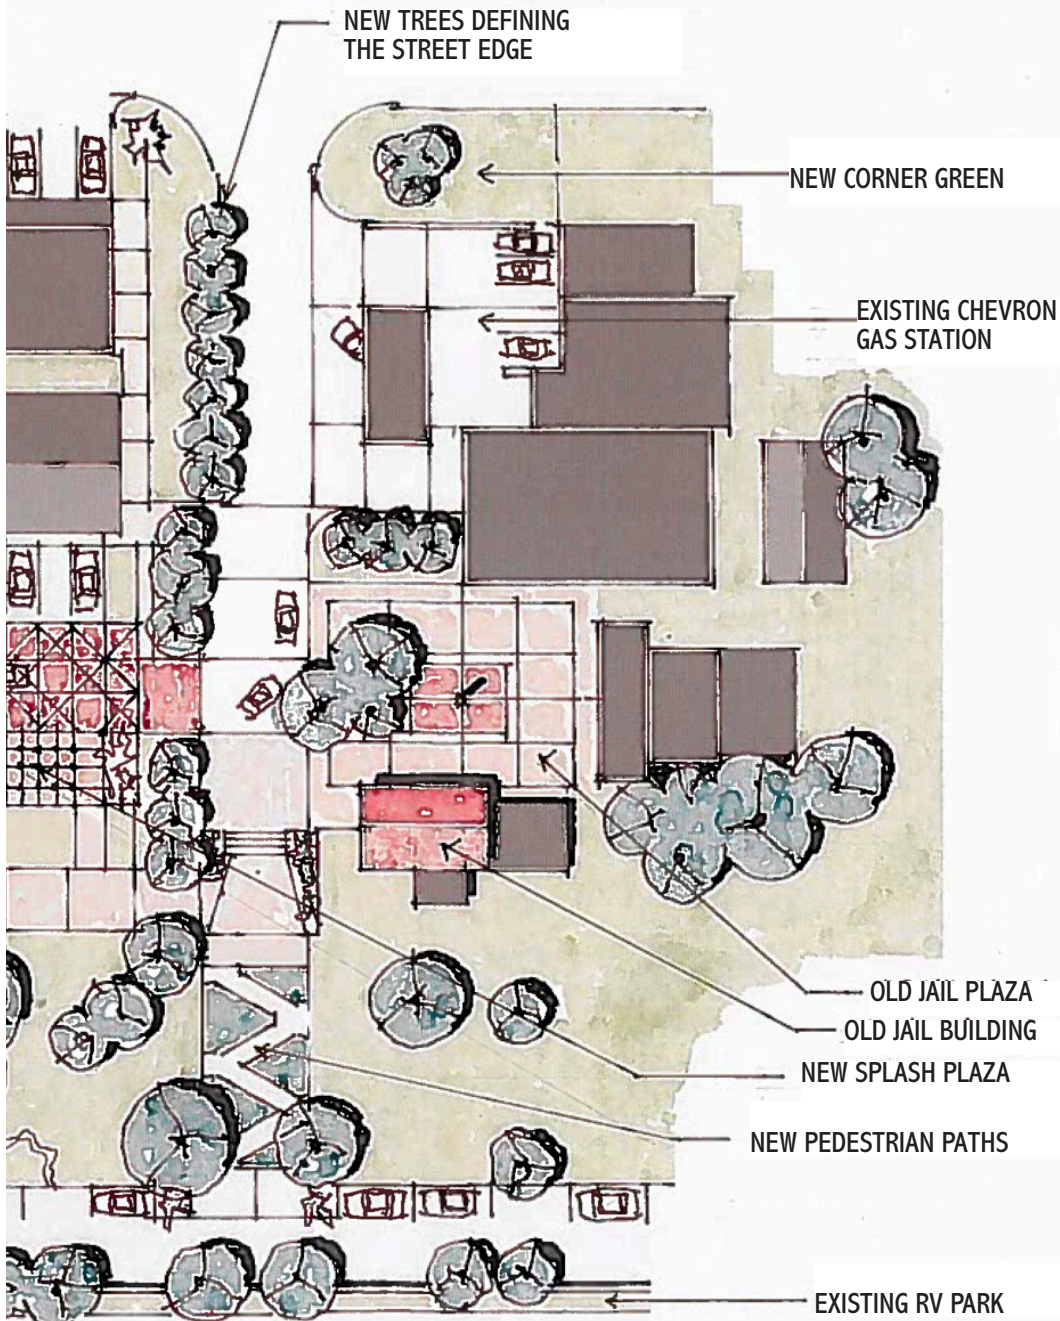 NEW TREES DEFINING
THE STREET EDGE
NEW CORNER GREEN
EXISTING CHEVRON
GAS STATION
OLD JAIL PLAZA
OLD JAIL BUILDING
NEW SPLASH PLAZA
NEW PEDESTRIAN PATHS
EXISTING RV PARK